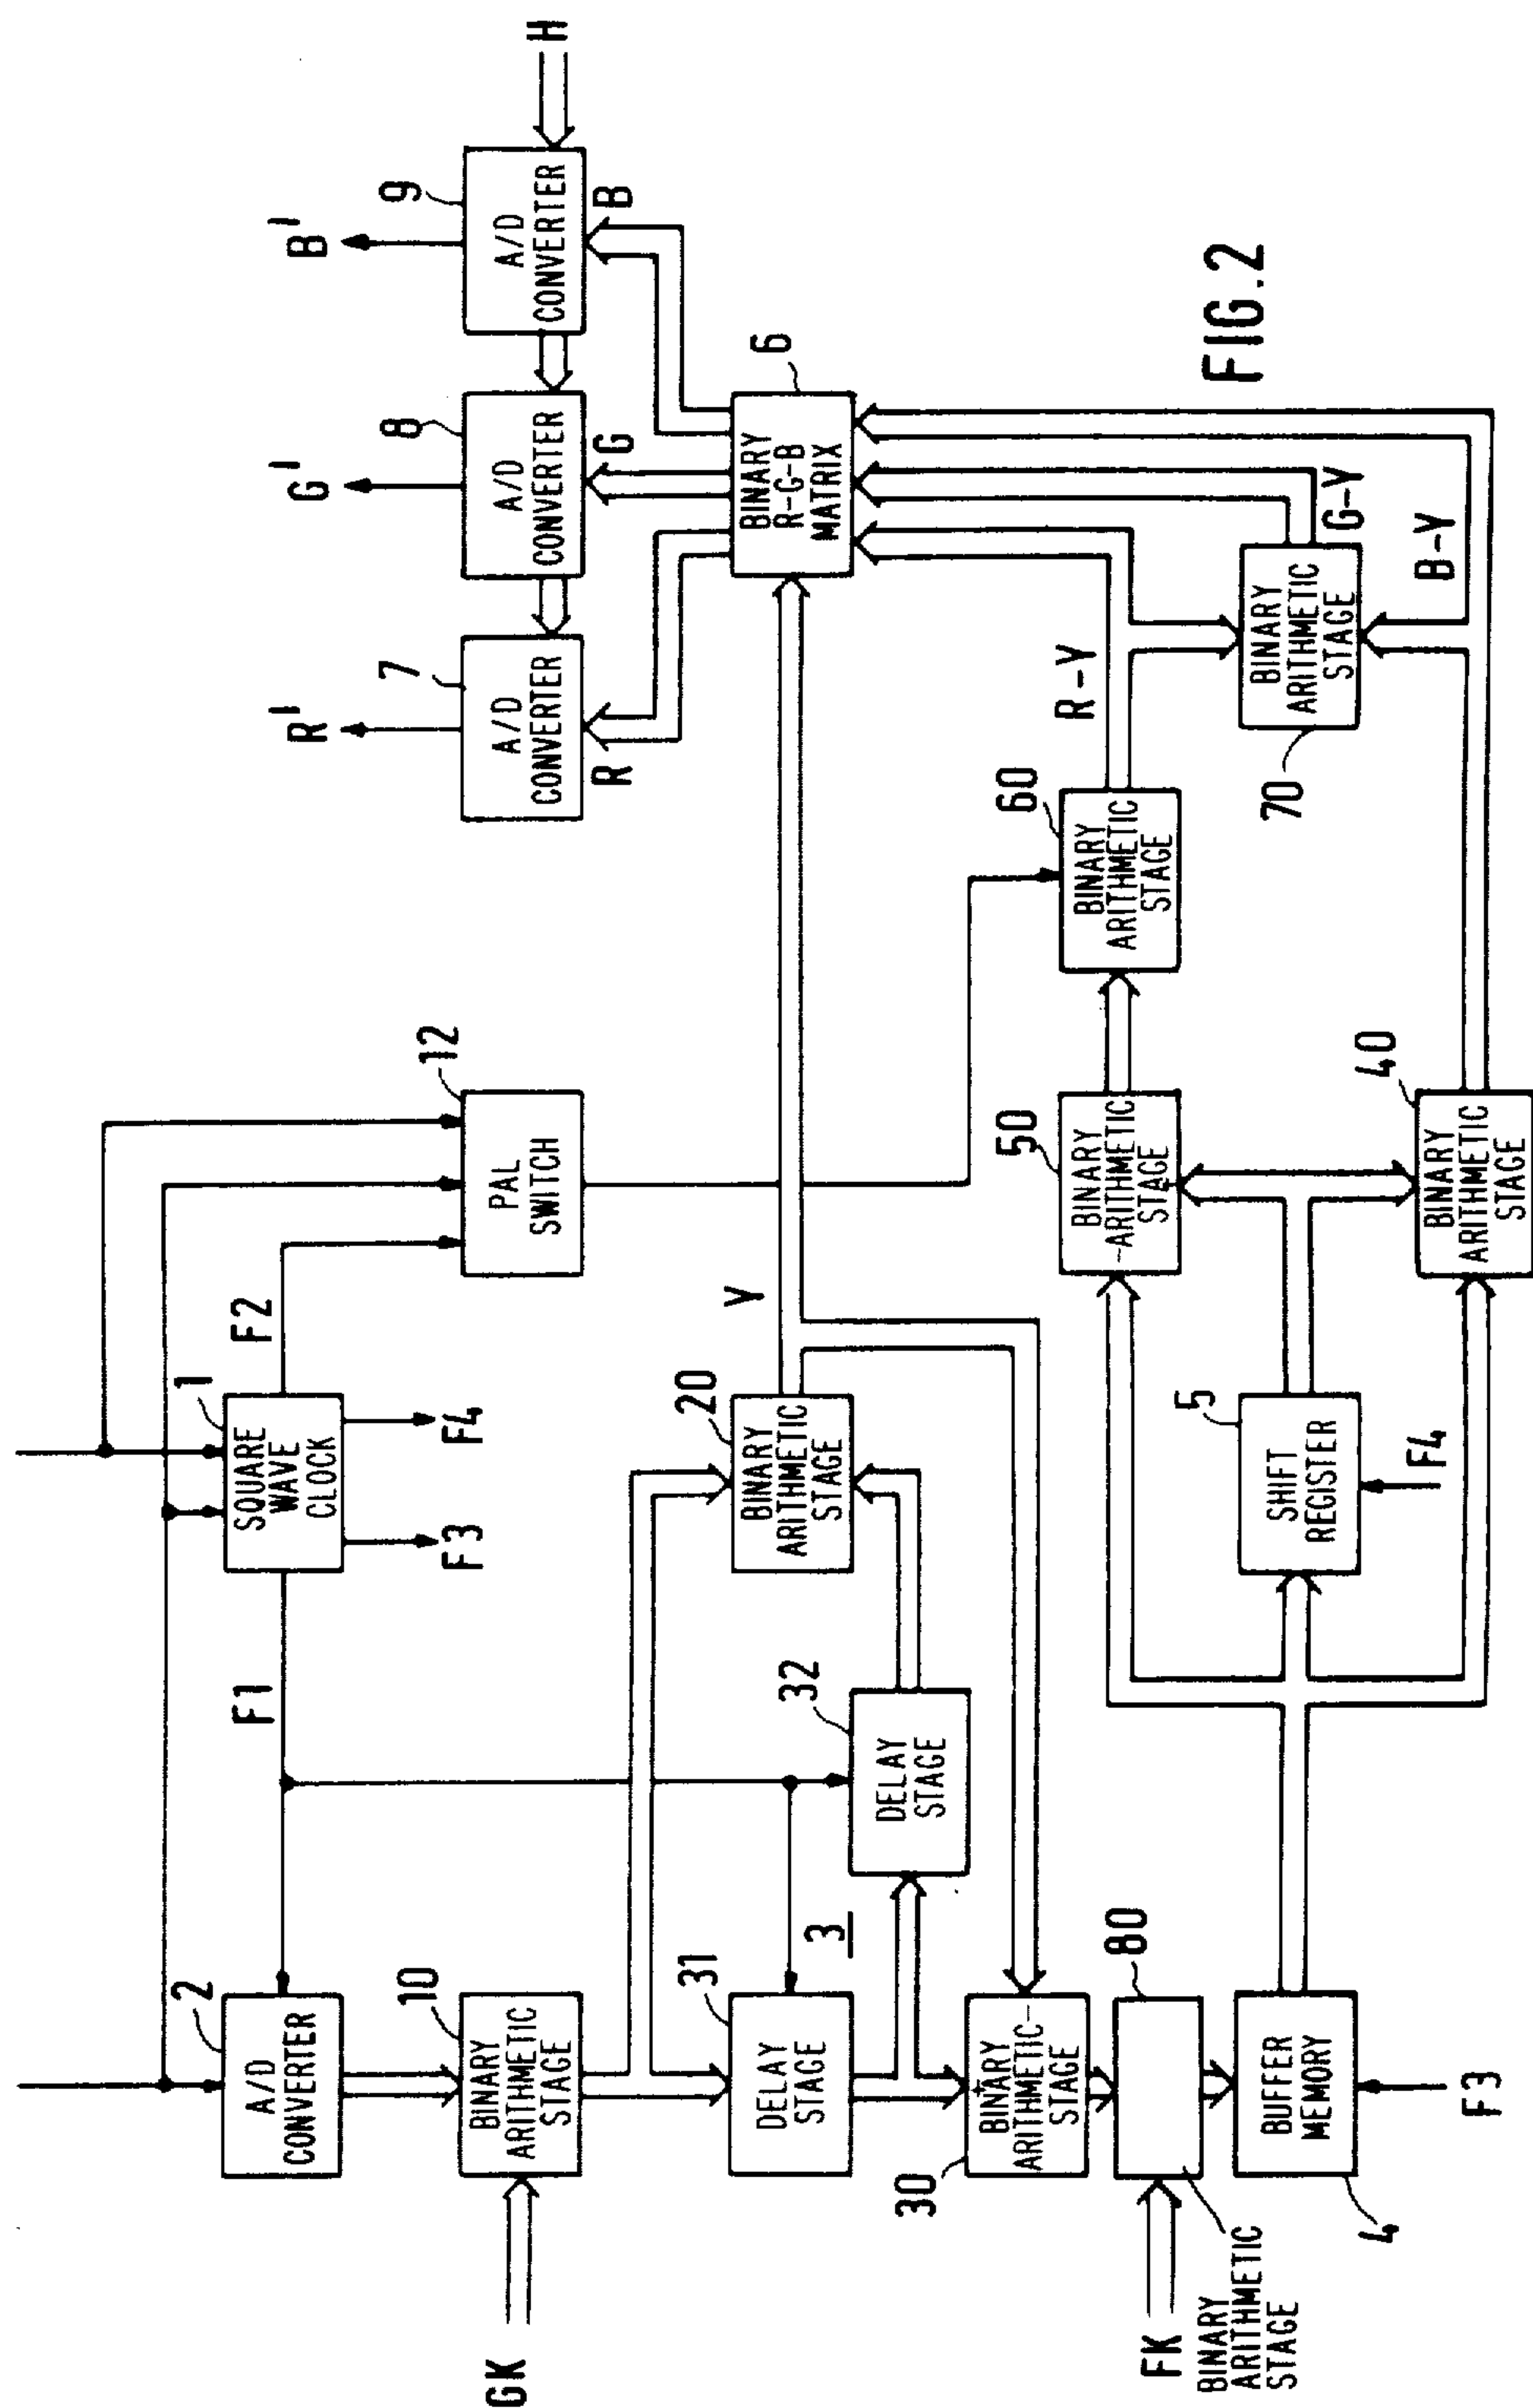 H
9
A/D
CONVERTER
B'
B
8
A/D
CONVERTER
G'
G
7
A/D
CONVERTER
R'
R
6
BINARY
R-G-B
MATRIX
FIG.2
12
PAL
SWITCH
F2
1
SQUARE
WAVE
CLOCK
F4
F3
F1
2
A/D
CONVERTER
10
BINARY
ARITHMETIC
STAGE
GK
Y
20
BINARY
ARITHMETIC
STAGE
32
DELAY
STAGE
3
31
DELAY
STAGE
30
BINARY
ARITHMETIC
STAGE
80
FK
BINARY
ARITHMETIC
STAGE
BUFFER
MEMORY
4
F3
5
SHIFT
REGISTER
F4
50
BINARY
ARITHMETIC
STAGE
40
BINARY
ARITHMETIC
STAGE
60
BINARY
ARITHMETIC
STAGE
R-Y
70
BINARY
ARITHMETIC
STAGE
G-Y
B-Y